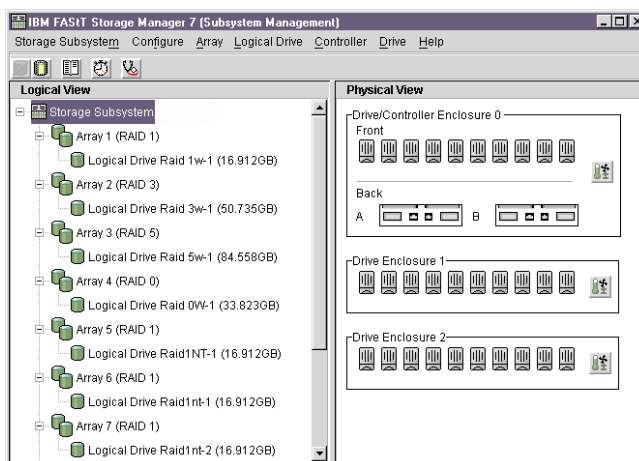 IBM FAStT Storage Manager 7 (Subsystem Management)
Storage Subsystem Configure Array Logical Drive Controller Drive Help
Logical View
Storage Subsystem
Array 1 (RAID 1)
Logical Drive Raid 1w-1 (16.912GB)
Array 2 (RAID 3)
Logical Drive Raid 3w-1 (50.735GB)
Array 3 (RAID 5)
Logical Drive Raid 5w-1 (84.558GB)
Array 4 (RAID 0)
Logical Drive Raid 0W-1 (33.823GB)
Array 5 (RAID 1)
Logical Drive Raid1NT-1 (16.912GB)
Array 6 (RAID 1)
Logical Drive Raid1nt-1 (16.912GB)
Array 7 (RAID 1)
Logical Drive Raid1nt-2 (16.912GB)
Physical View
Drive/Controller Enclosure 0
Front
Back
A B
Drive Enclosure 1
Drive Enclosure 2